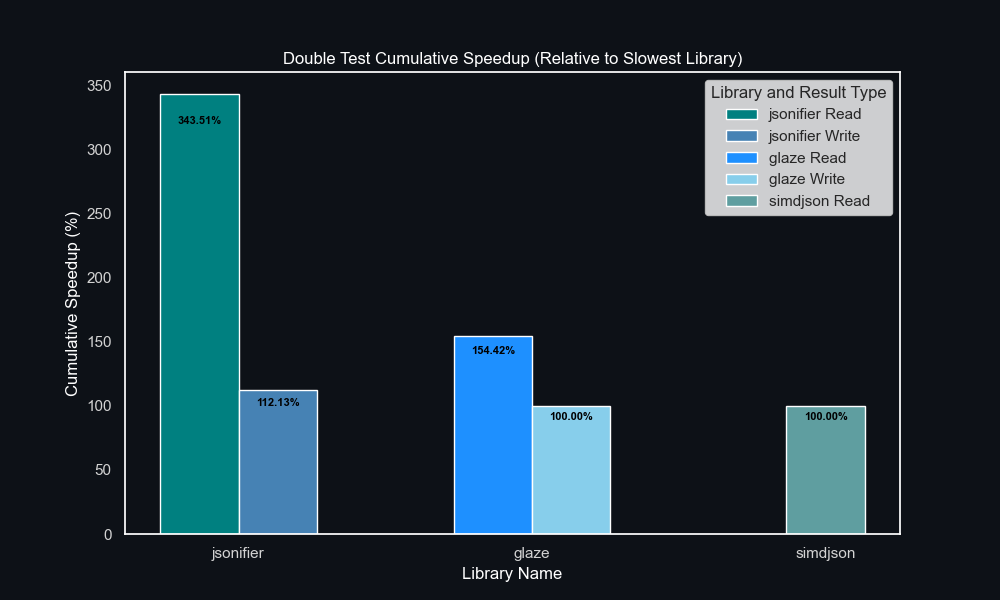 Double Test Cumulative Speedup (Relative to Slowest Library)
Cumulative Speedup (%)
350
300
250
200
150
100
50
0
343.51%
112.13%
154.42%
100.00%
100.00%
Library and Result Type
jsonifier Read
jsonifier Write
glaze Read
glaze Write
simdjson Read
jsonifier
glaze
simdjson
Library Name